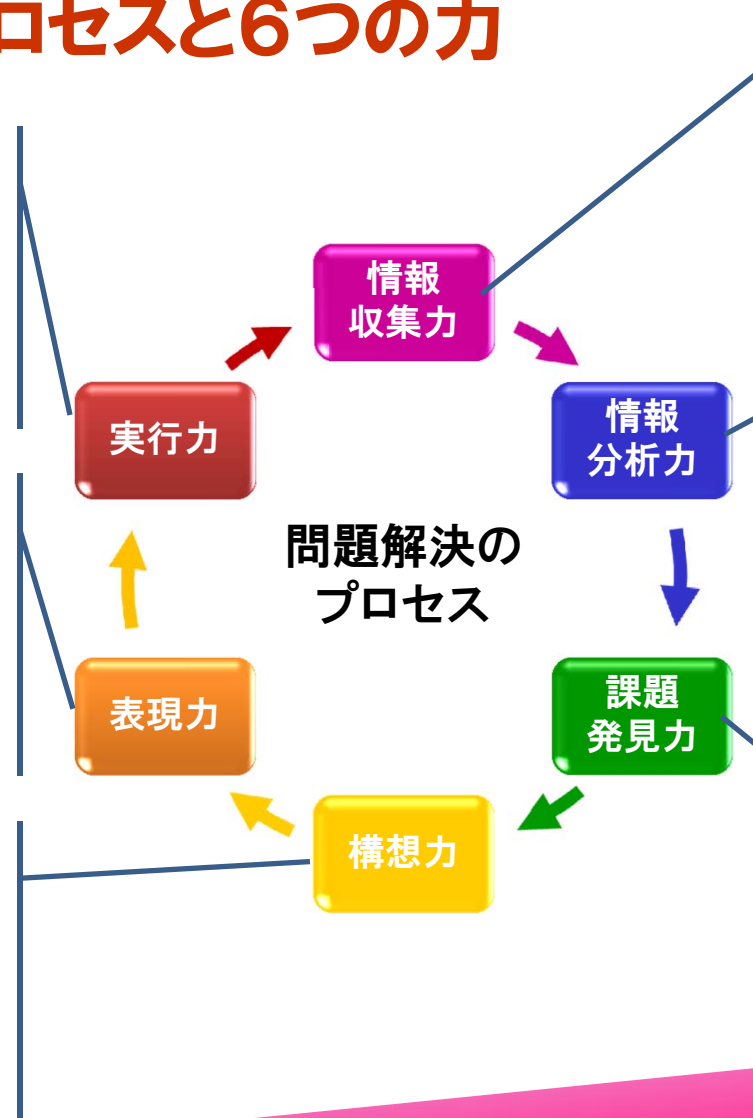 ロセスと６つの力
情報
収集力
実行力
情報
分析力
問題解決の
プロセス
表現力
課題
発見力
構想力